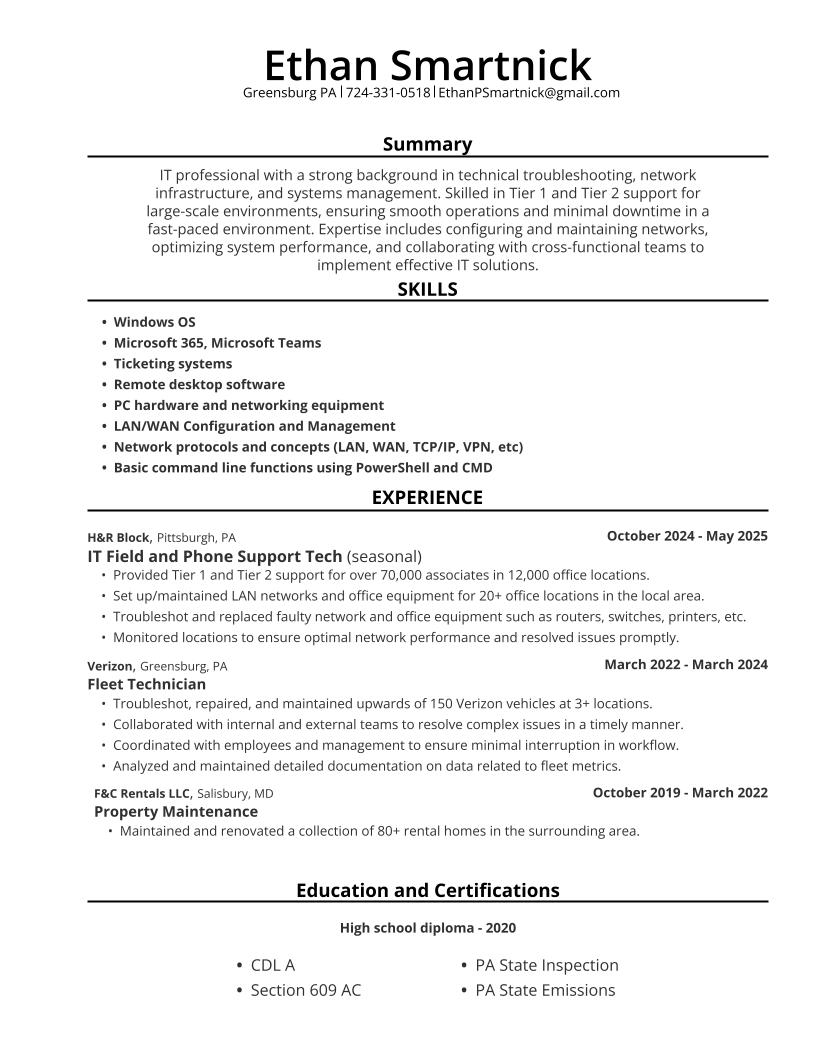 Ethan Smartnick
Greensburg PA | 724-331-0518 | EthanPSmartnick@gmail.com
Summary
IT professional with a strong background in technical troubleshooting, network
infrastructure, and systems management. Skilled in Tier 1 and Tier 2 support for
large-scale environments, ensuring smooth operations and minimal downtime in a
fast-paced environment. Expertise includes configuring and maintaining networks,
optimizing system performance, and collaborating with cross-functional teams to
implement effective IT solutions.
SKILLS
• Windows OS
• Microsoft 365, Microsoft Teams
• Ticketing systems
• Remote desktop software
• PC hardware and networking equipment
• LAN/WAN Configuration and Management
• Network protocols and concepts (LAN, WAN, TCP/IP, VPN, etc)
• Basic command line functions using PowerShell and CMD
EXPERIENCE
H&R Block, Pittsburgh, PA October 2024 - May 2025
IT Field and Phone Support Tech (seasonal)
• Provided Tier 1 and Tier 2 support for over 70,000 associates in 12,000 office locations.
• Set up/maintained LAN networks and office equipment for 20+ office locations in the local area.
• Troubleshot and replaced faulty network and office equipment such as routers, switches, printers, etc.
• Monitored locations to ensure optimal network performance and resolved issues promptly.
Verizon, Greensburg, PA March 2022 - March 2024
Fleet Technician
• Troubleshot, repaired, and maintained upwards of 150 Verizon vehicles at 3+ locations.
• Collaborated with internal and external teams to resolve complex issues in a timely manner.
• Coordinated with employees and management to ensure minimal interruption in workflow.
• Analyzed and maintained detailed documentation on data related to fleet metrics.
F&C Rentals LLC, Salisbury, MD October 2019 - March 2022
Property Maintenance
• Maintained and renovated a collection of 80+ rental homes in the surrounding area.
Education and Certifications
High school diploma - 2020
• CDL A • PA State Inspection
• Section 609 AC • PA State Emissions